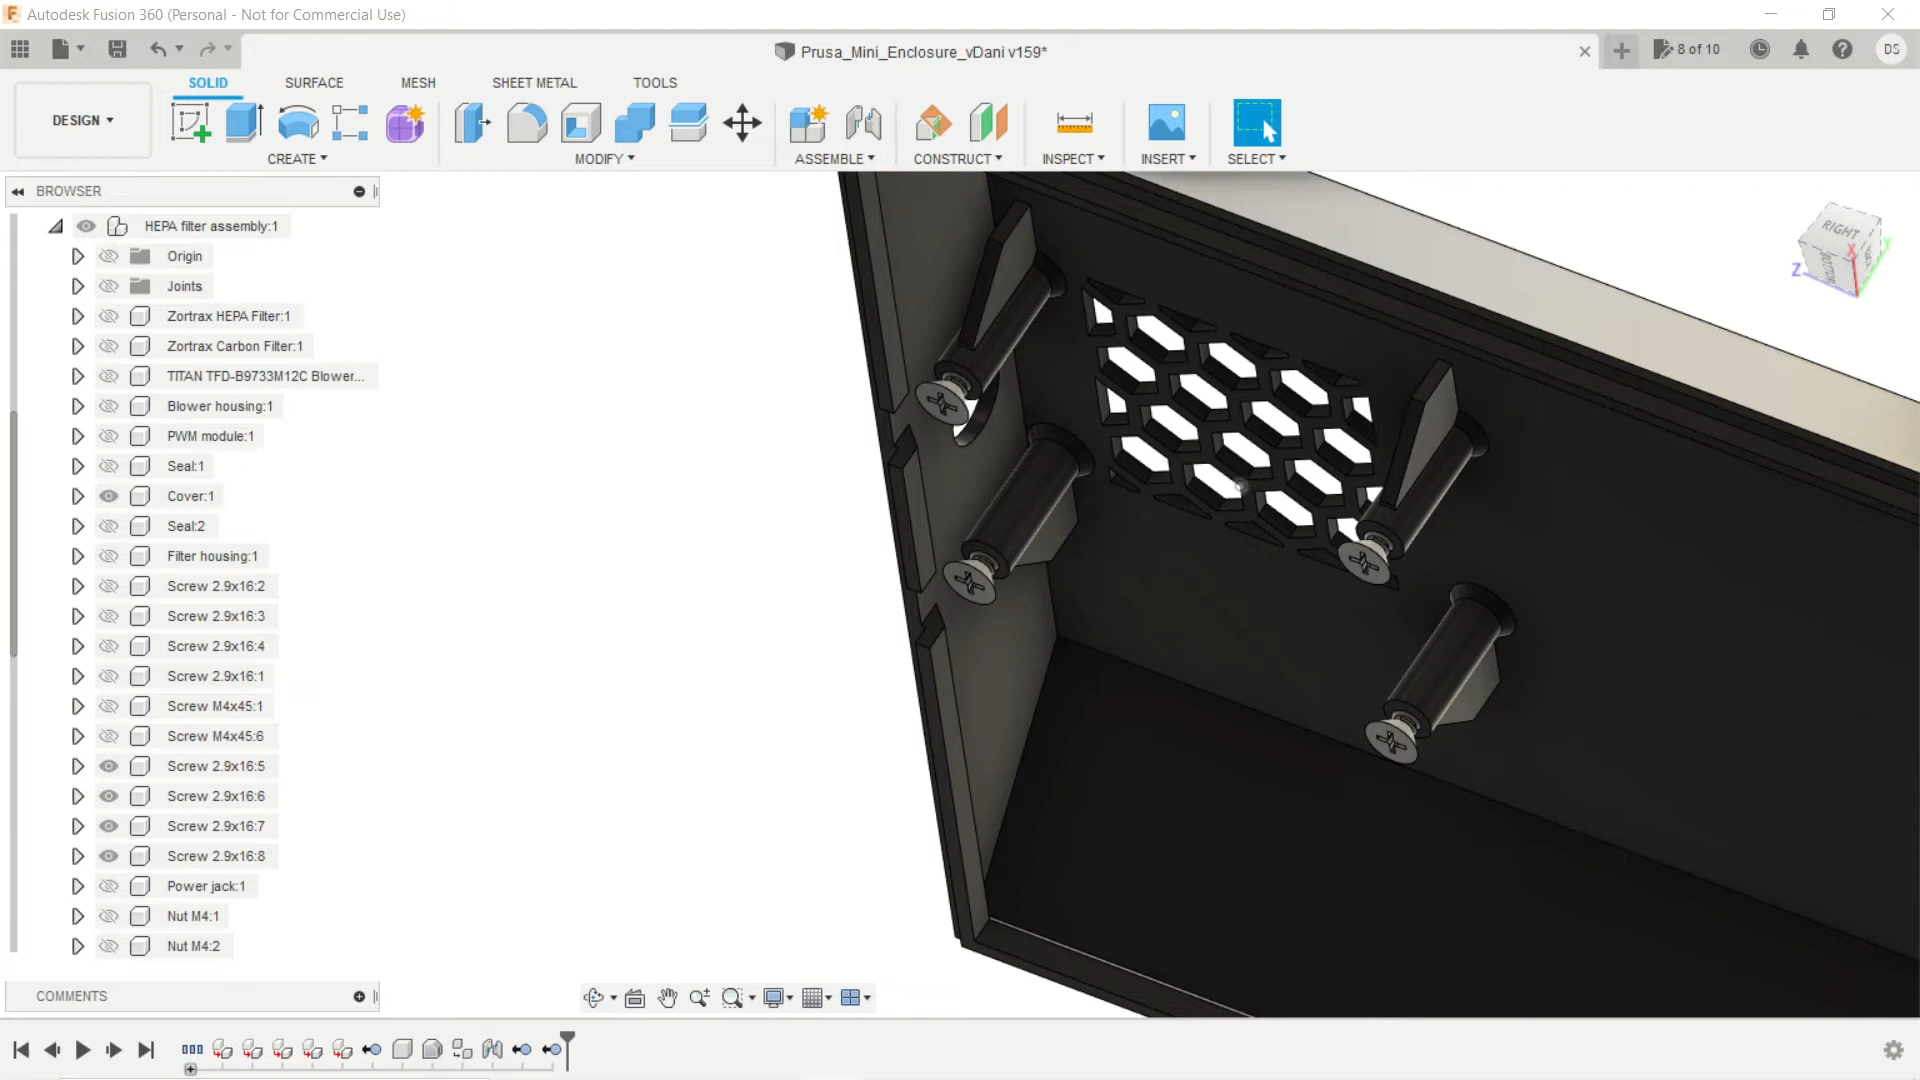 Autodesk Fusion 360 (Personal - Not for Commercial Use)
Prusa_Mini_Enclosure_vDani v159*
8 of 10
DS
SOLID
SURFACE
MESH
SHEET METAL
TOOLS
DESIGN
CREATE
MODIFY
ASSEMBLE
CONSTRUCT
INSPECT
INSERT
SELECT
BROWSER
HEPA filter assembly:1
Origin
Joints
Zortrax HEPA Filter:1
Zortrax Carbon Filter:1
TITAN TFD-B9733M12C Blower...
Blower housing:1
PWM module:1
Seal:1
Cover:1
Seal:2
Filter housing:1
Screw 2.9x16:2
Screw 2.9x16:3
Screw 2.9x16:4
Screw 2.9x16:1
Screw M4x45:1
Screw M4x45:6
Screw 2.9x16:5
Screw 2.9x16:6
Screw 2.9x16:7
Screw 2.9x16:8
Power jack:1
Nut M4:1
Nut M4:2
RIGHT
BOTTOM
X
Y
Z
COMMENTS